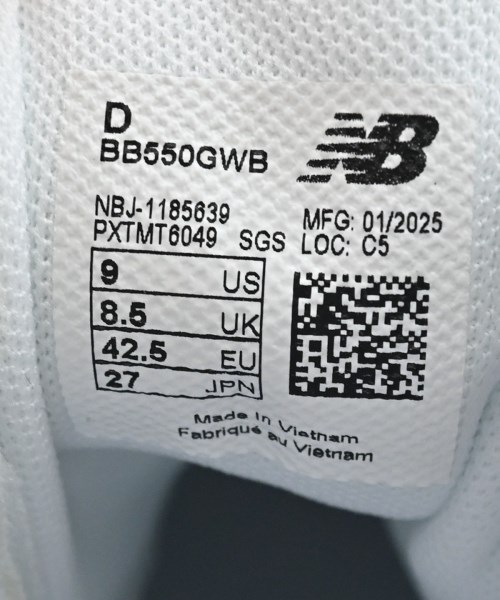 D
BB550GWB
NB
NBJ-1185639
PXTMT6049 SGS
MFG: 01/2025
LOC: C5
9 US
8.5 UK
42.5 EU
27 JPN
Made In Vietnam
Fabriqué au Vietnam